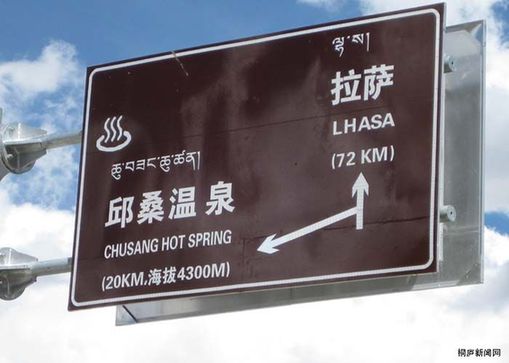 ལྷ་ས།
拉萨
LHASA
(72 KM)
ཆུ་བཟང་ཆུ་ཚན།
邱桑温泉
CHUSANG HOT SPRING
(20KM,海拔4300M)
桐庐新闻网